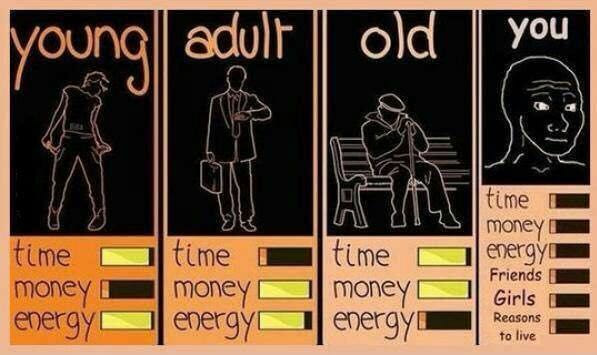 young
time
money
energy
adult
time
money
energy
old
time
money
energy
you
time
money
energy
Friends
Girls
Reasons
to live